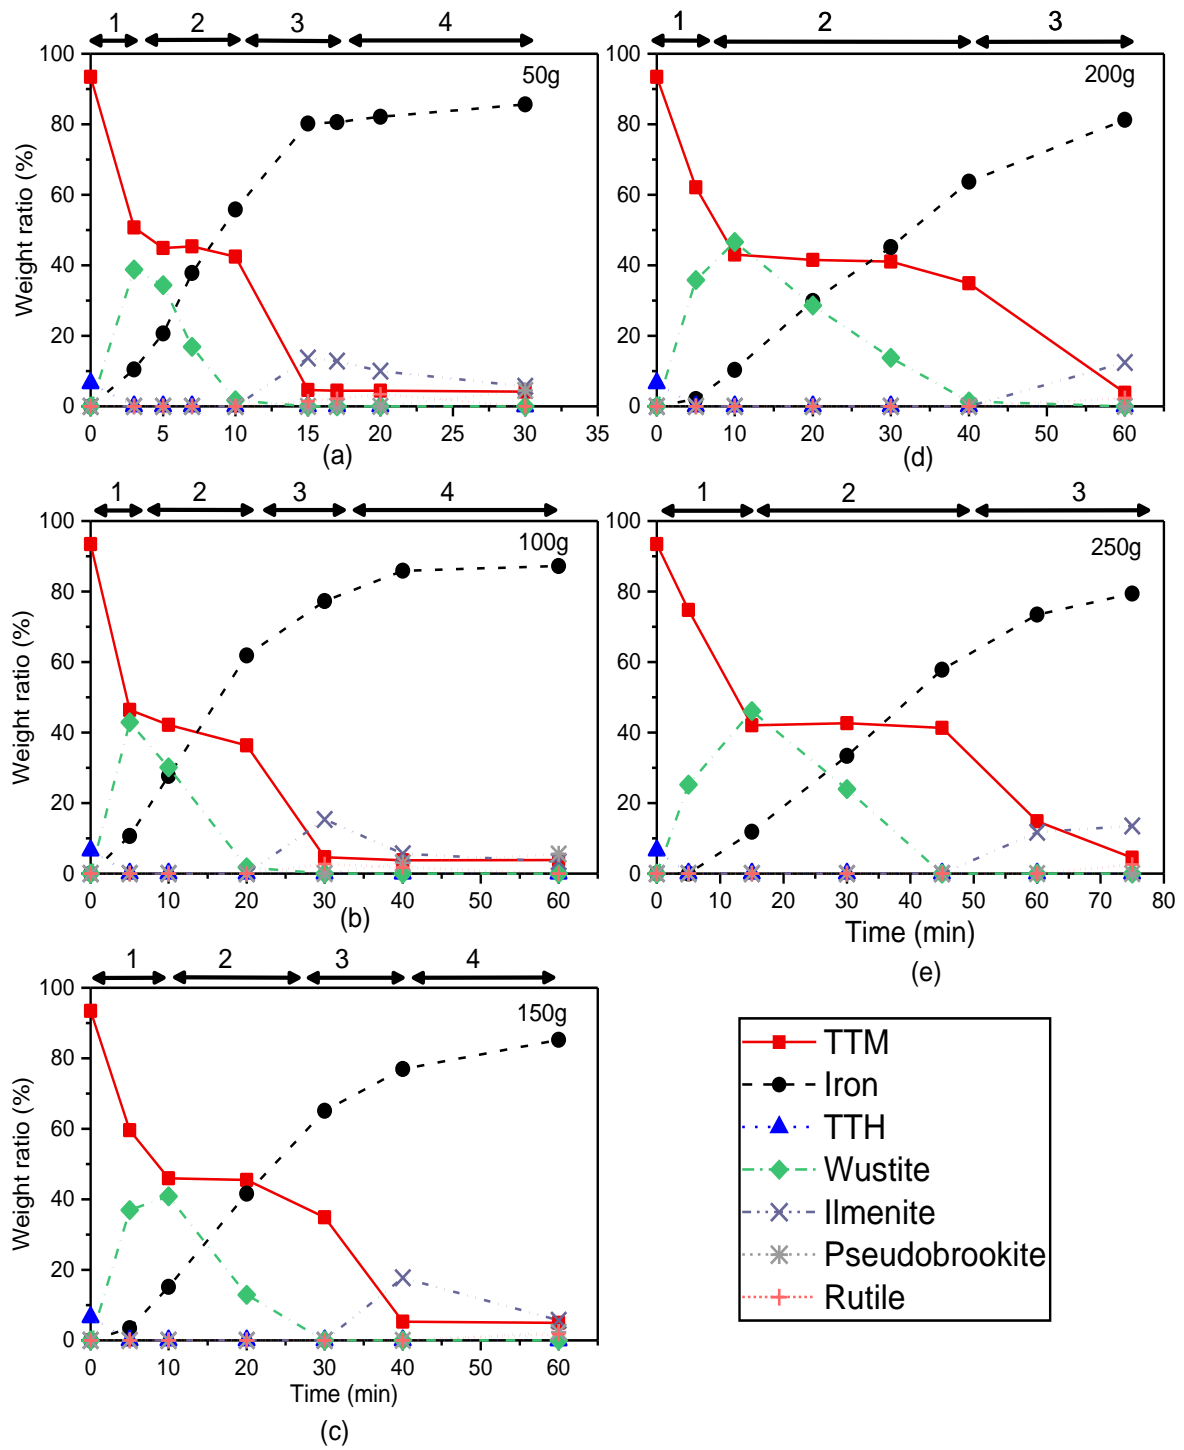 1 2 3 4
50g
100
80
60
40
20
0
Weight ratio (%)
0 5 10 15 20 25 30 35
(a)
1 2 3
200g
100
80
60
40
20
0
0 10 20 30 40 50 60
(d)
1 2 3 4
100g
100
80
60
40
20
0
Weight ratio (%)
0 10 20 30 40 50 60
(b)
1 2 3
250g
100
80
60
40
20
0
0 10 20 30 40 50 60 70 80
Time (min)
(e)
1 2 3 4
150g
100
80
60
40
20
0
Weight ratio (%)
0 10 20 30 40 50 60
Time (min)
(c)
TTM
Iron
TTH
Wustite
Ilmenite
Pseudobrookite
Rutile